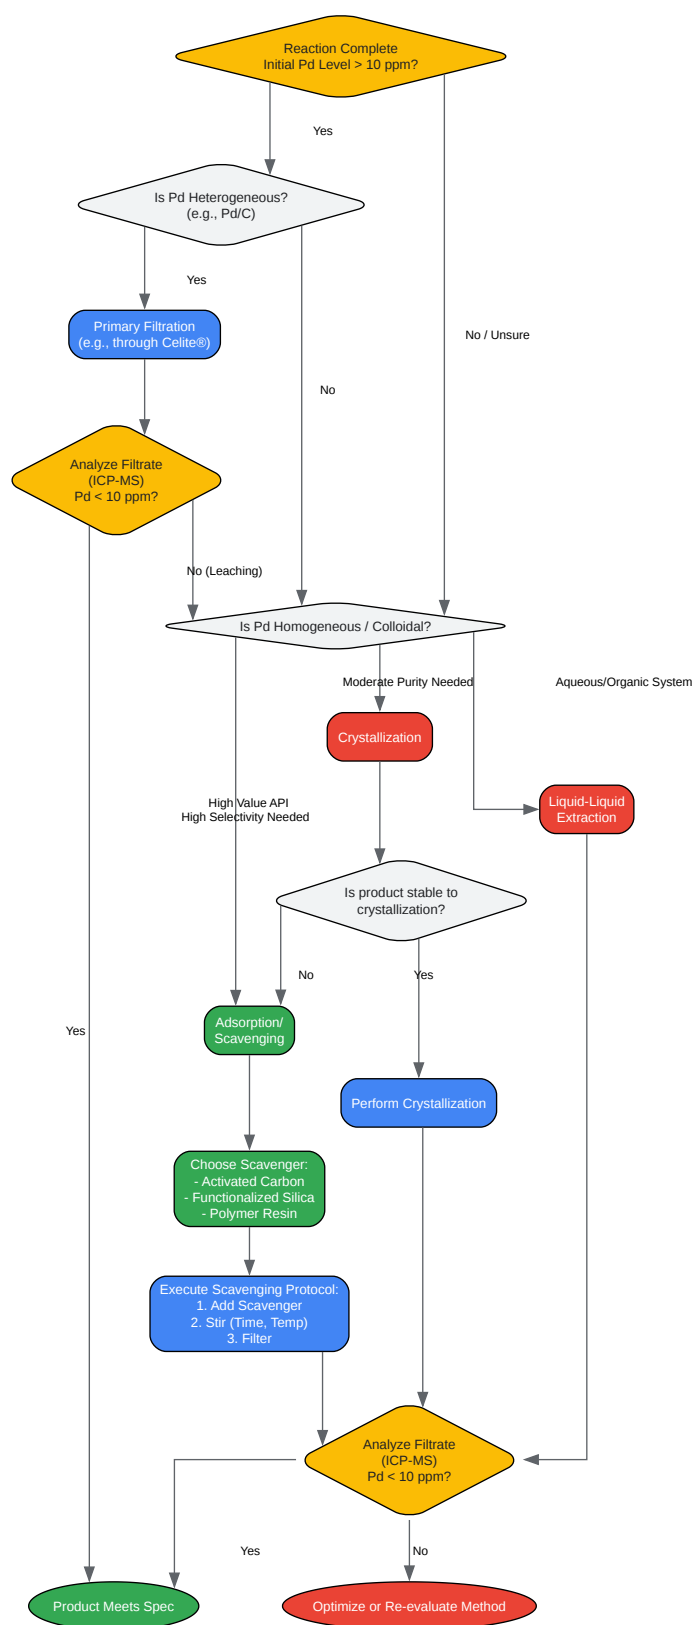 Reaction Complete
Initial Pd Level > 10 ppm?
Yes
Is Pd Heterogeneous?
(e.g., Pd/C)
Yes
Primary Filtration
(e.g., through Celite®)
No / Unsure
No
Analyze Filtrate
(ICP-MS)
Pd < 10 ppm?
No (Leaching)
Is Pd Homogeneous / Colloidal?
Moderate Purity Needed
Aqueous/Organic System
Crystallization
High Value API
High Selectivity Needed
Liquid-Liquid
Extraction
Is product stable to
crystallization?
No
Yes
Yes
Adsorption/
Scavenging
Perform Crystallization
Choose Scavenger:
- Activated Carbon
- Functionalized Silica
- Polymer Resin
Execute Scavenging Protocol:
1. Add Scavenger
2. Stir (Time, Temp)
3. Filter
Analyze Filtrate
(ICP-MS)
Pd < 10 ppm?
Yes
No
Product Meets Spec
Optimize or Re-evaluate Method